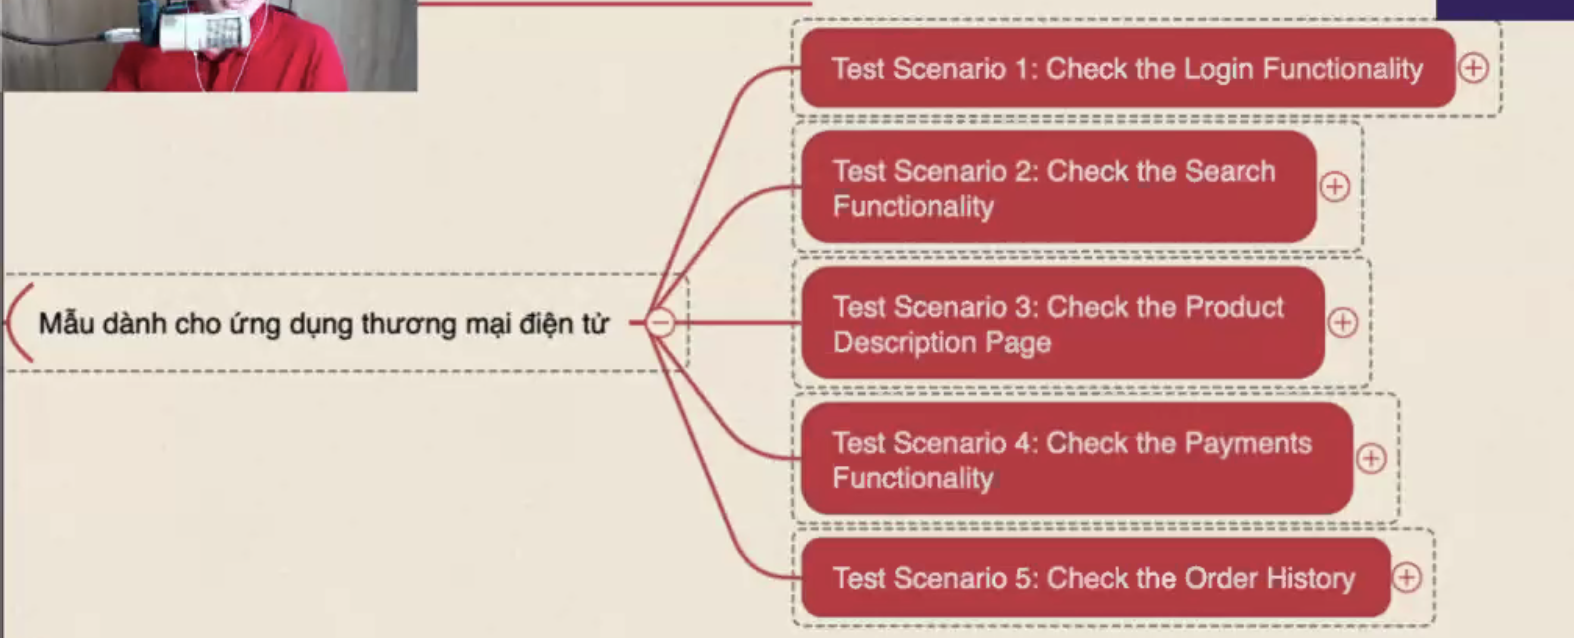 Test Scenario 1: Check the Login Functionality
Test Scenario 2: Check the Search
Functionality
Mẫu dành cho ứng dụng thương mại điện tử
Test Scenario 3: Check the Product
Description Page
Test Scenario 4: Check the Payments
Functionality
Test Scenario 5: Check the Order History